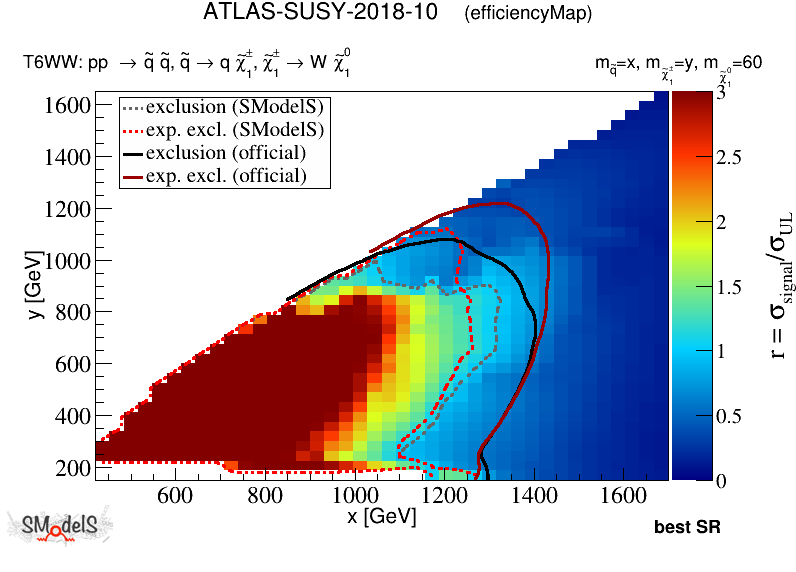 ATLAS-SUSY-2018-10 (efficiencyMap)
T6WW: pp → q̃ q̃, q̃ → q χ̃₁±, χ̃₁± → W χ̃₁⁰ m_q̃=x, m_χ̃₁±=y, m_χ̃₁⁰=60
exclusion (SModelS)
exp. excl. (SModelS)
exclusion (official)
exp. excl. (official)
1600
1400
1200
1000
800
600
400
200
y [GeV]
600 800 1000 1200 1400 1600
x [GeV]
3
2.5
2
1.5
1
0.5
0
r = σ_signal/σ_UL
SModelS
best SR